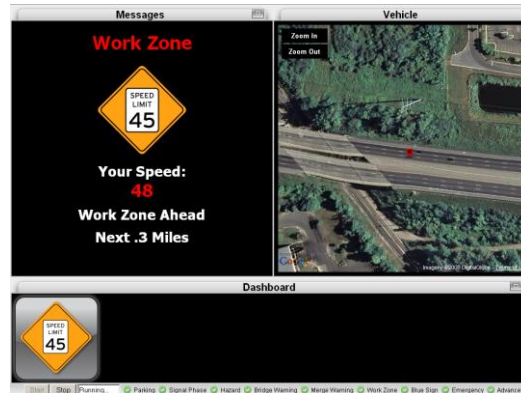 Messages
Work Zone
SPEED
LIMIT
45
Your Speed:
48
Work Zone Ahead
Next .3 Miles
Vehicle
Zoom In
Zoom Out
Google
Dashboard
SPEED
LIMIT
45
Start Stop Running... Parking Signal Phase Hazard Bridge Warning Merge Warning Work Zone Blue Sign Emergency Advance